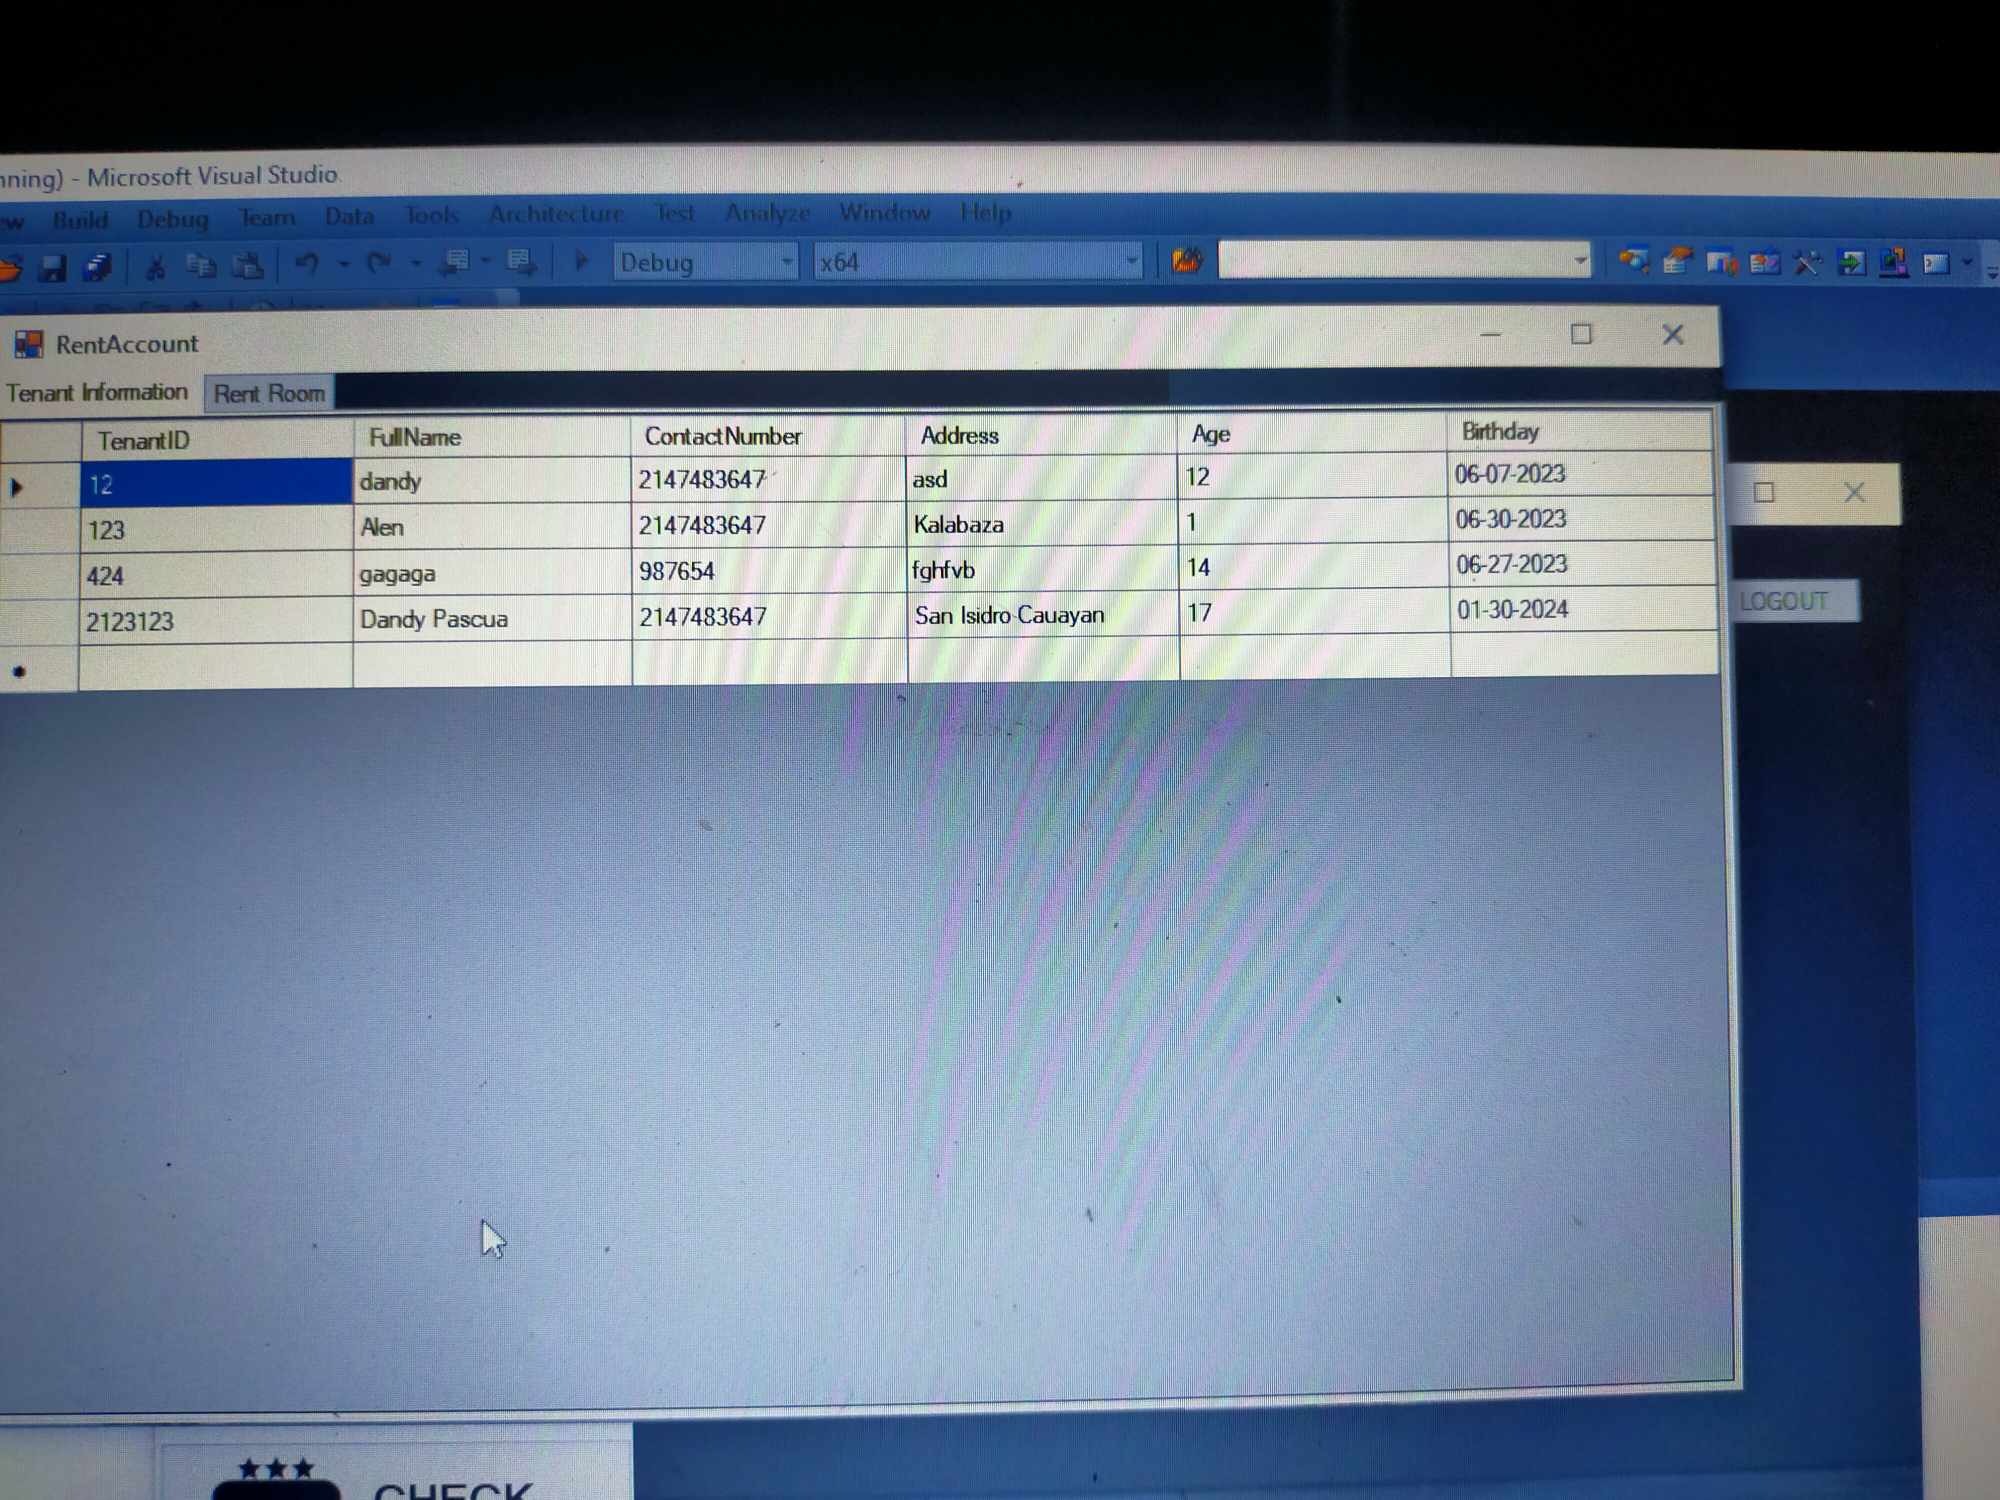 nning) - Microsoft Visual Studio
ew Build Debug Team Data Tools Architecture Test Analyze Window Help
Debug x64
RentAccount
Tenant Information Rent Room
TenantID FullName ContactNumber Address Age Birthday
12 dandy 2147483647 asd 12 06-07-2023
123 Alen 2147483647 Kalabaza 1 06-30-2023
424 gagaga 987654 fghfvb 14 06-27-2023
2123123 Dandy Pascua 2147483647 San Isidro Cauayan 17 01-30-2024
LOGOUT
CHECK